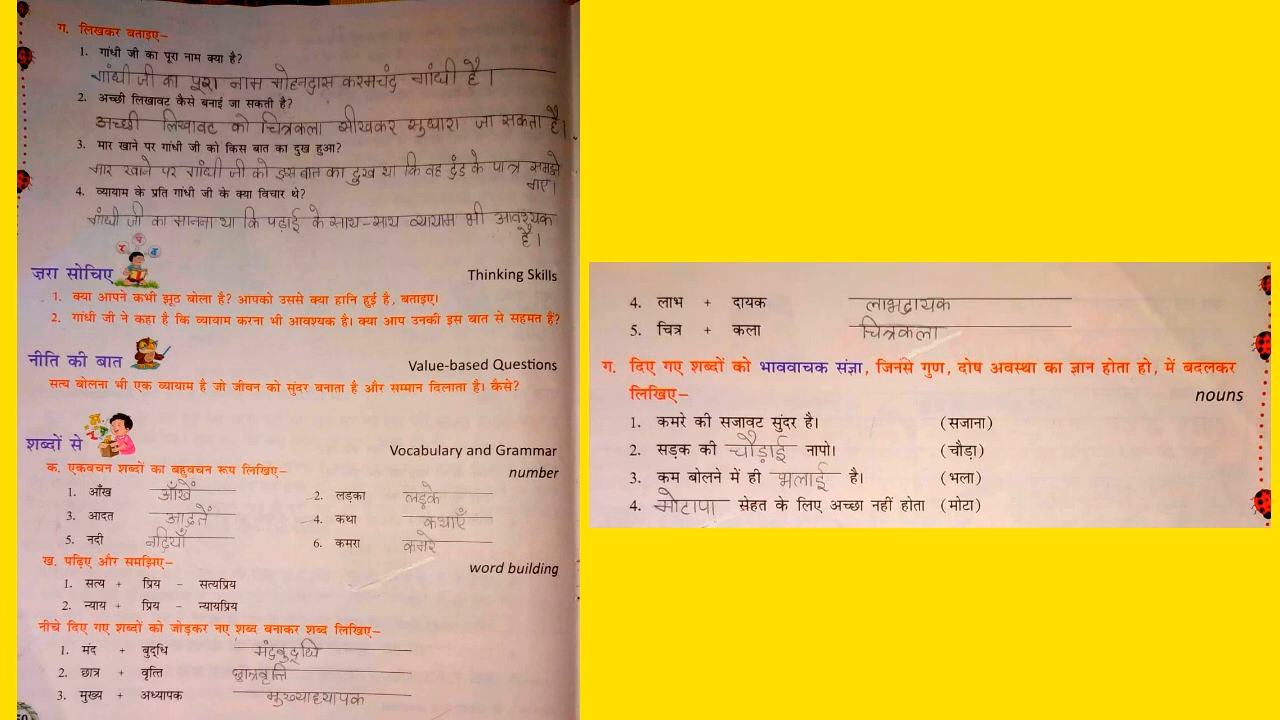 ग. लिखकर बताइए–
1. गांधी जी का पूरा नाम क्या है?
गांधी जी का पूरा नाम मोहनदास करमचंद गांधी है।
2. अच्छी लिखावट कैसे बनाई जा सकती है?
अच्छी लिखावट को चित्रकला सीखकर सुधारा जा सकता है।
3. मार खाने पर गांधी जी को किस बात का दुख हुआ?
मार खाने पर गांधी जी को इस बात का दुख था कि वह दंड के पात्र समझे
गए।
4. व्यायाम के प्रति गांधी जी के क्या विचार थे?
गांधी जी का मानना था कि पढ़ाई के साथ-साथ व्यायाम भी आवश्यक
है।
ज़रा सोचिए Thinking Skills
1. क्या आपने कभी झूठ बोला है? आपको उससे क्या हानि हुई है, बताइए।
2. गांधी जी ने कहा है कि व्यायाम करना भी आवश्यक है। क्या आप उनकी इस बात से सहमत हैं?
नीति की बात Value-based Questions
सत्य बोलना भी एक व्यायाम है जो जीवन को सुंदर बनाता है और सम्मान दिलाता है। कैसे?
शब्दों से Vocabulary and Grammar
क. एकवचन शब्दों का बहुवचन रूप लिखिए– number
1. आँख आँखें 2. लड़का लड़के
3. आदत आदतें 4. कथा कथाएँ
5. नदी नदियाँ 6. कमरा कमरे
ख. पढ़िए और समझिए– word building
1. सत्य + प्रिय – सत्यप्रिय
2. न्याय + प्रिय – न्यायप्रिय
नीचे दिए गए शब्दों को जोड़कर नए शब्द बनाकर शब्द लिखिए–
1. मंद + बुद्धि मंदबुद्धि
2. छात्र + वृत्ति छात्रवृत्ति
3. मुख्य + अध्यापक मुख्याध्यापक
4. लाभ + दायक लाभदायक
5. चित्र + कला चित्रकला
ग. दिए गए शब्दों को भाववाचक संज्ञा, जिनसे गुण, दोष अवस्था का ज्ञान होता हो, में बदलकर
लिखिए– nouns
1. कमरे की सजावट सुंदर है। (सजाना)
2. सड़क की चौड़ाई नापो। (चौड़ा)
3. कम बोलने में ही भलाई है। (भला)
4. मोटापा सेहत के लिए अच्छा नहीं होता (मोटा)